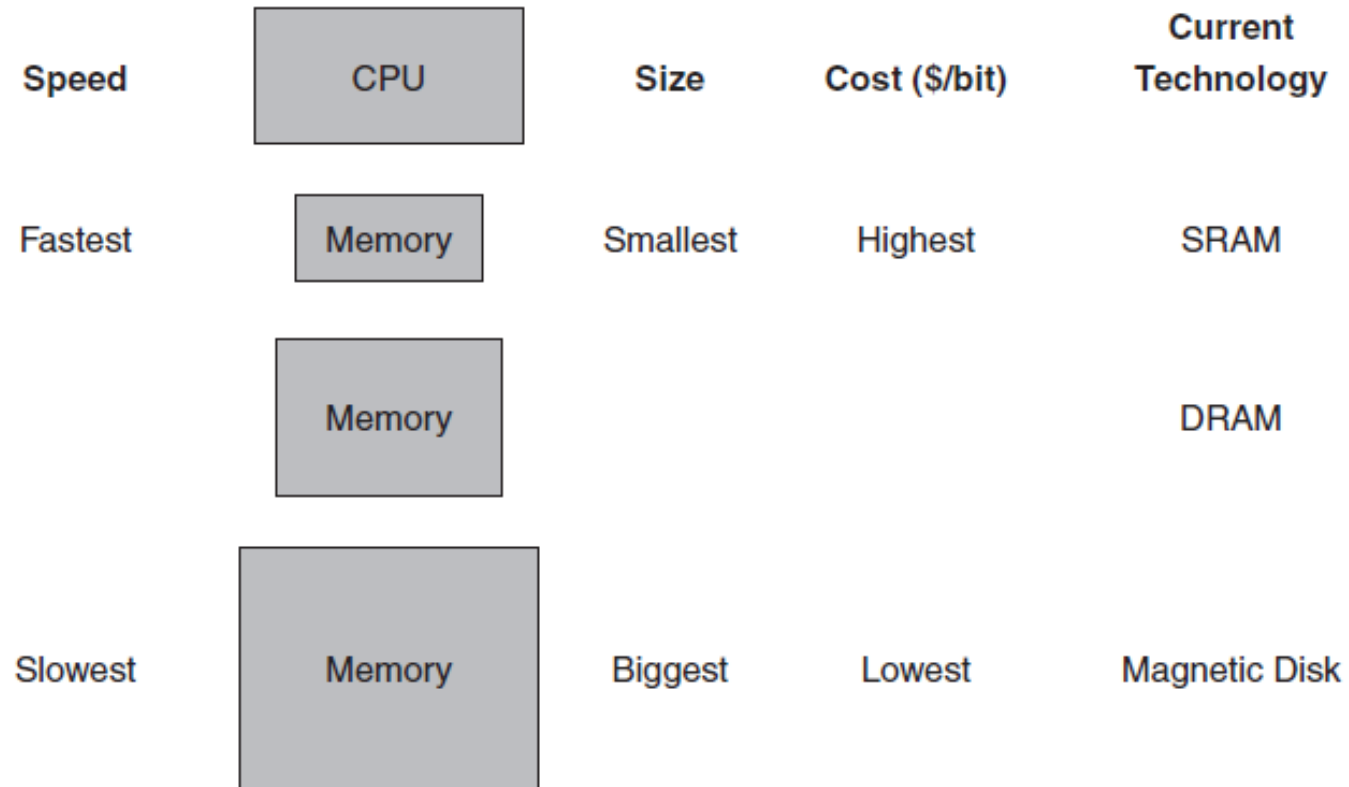 Speed CPU Size Cost ($/bit) Current
Technology
Fastest Memory Smallest Highest SRAM
Memory DRAM
Slowest Memory Biggest Lowest Magnetic Disk